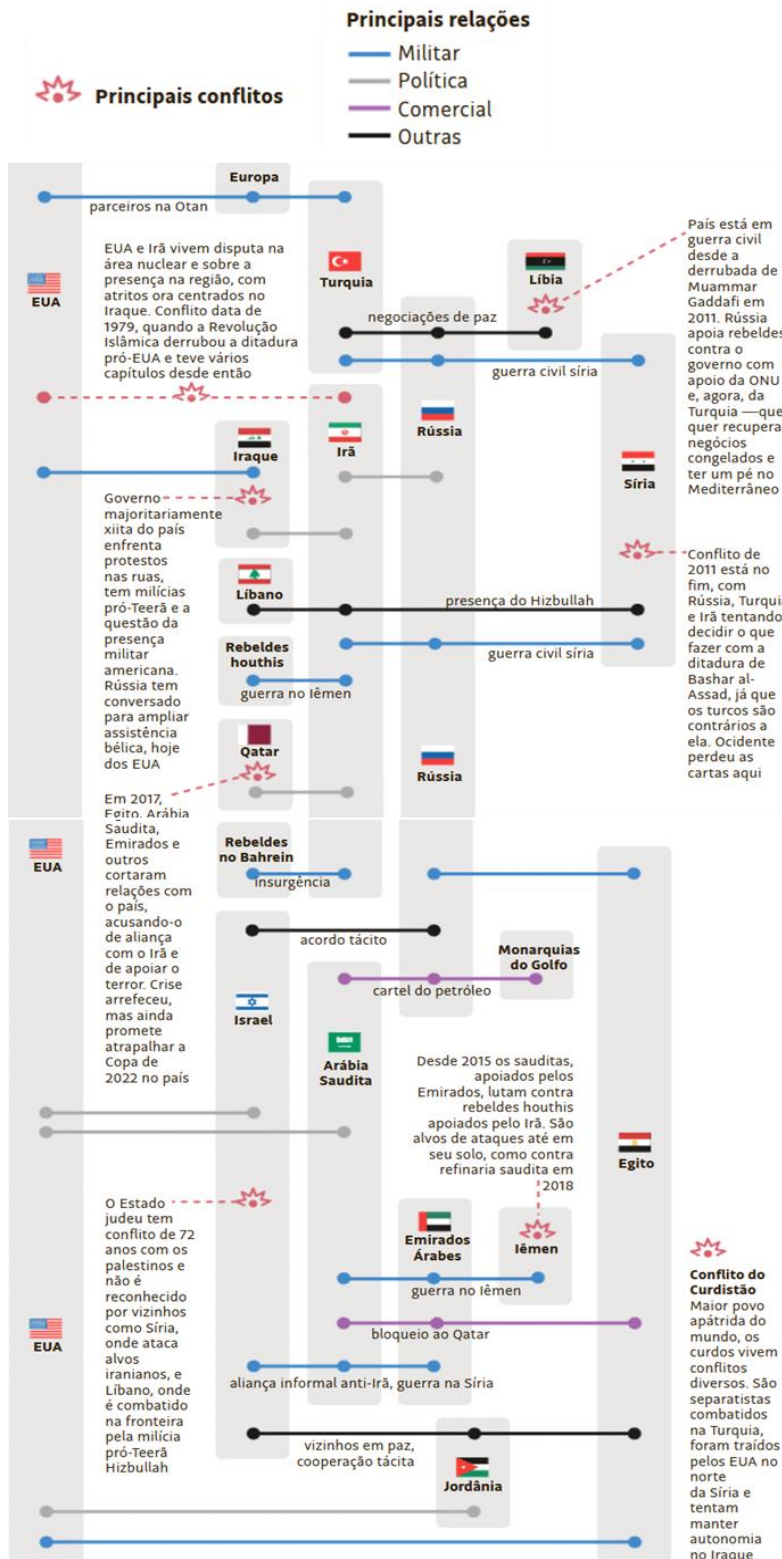 Principais relações
Militar
Política
Comercial
Outras
Principais conflitos
Europa
parceiros na Otan
EUA
EUA e Irã vivem disputa na
área nuclear e sobre a
presença na região, com
atritos ora centrados no
Iraque. Conflito data de
1979, quando a Revolução
Islâmica derrubou a ditadura
pró-EUA e teve vários
capítulos desde então
Turquia
Líbia
negociações de paz
guerra civil síria
País está em
guerra civil
desde a
derrubada de
Muammar
Gaddafi em
2011. Rússia
apoia rebeldes
contra o
governo com
apoio da ONU
e, agora, da
Turquia —que
quer recupera
negócios
congelados e
ter um pé no
Mediterrâneo
Rússia
Iraque
Irã
Síria
Governo
majoritariamente
xiita do país
enfrenta
protestos
nas ruas,
tem milícias
pró-Teerã e a
questão da
presença
militar
americana.
Rússia tem
conversado
para ampliar
assistência
bélica, hoje
dos EUA
Líbano
presença do Hizbullah
Rebeldes
houthis
guerra civil síria
guerra no Iêmen
Conflito de
2011 está no
fim, com
Rússia, Turqui
e Irã tentando
decidir o que
fazer com a
ditadura de
Bashar al-
Assad, já que
os turcos são
contrários a
ela. Ocidente
perdeu as
cartas aqui
Qatar
Rússia
Em 2017,
Egito, Arábia
Saudita,
Emirados e
outros
cortaram
relações com
o país,
acusando-o
de aliança
com o Irã e
de apoiar o
terror. Crise
arrefeceu,
mas ainda
promete
atrapalhar a
Copa de
2022 no país
EUA
Rebeldes
no Bahrein
insurgência
acordo tácito
Monarquias
do Golfo
cartel do petróleo
Israel
Arábia
Saudita
Desde 2015 os sauditas,
apoiados pelos
Emirados, lutam contra
rebeldes houthis
apoiados pelo Irã. São
alvos de ataques até em
seu solo, como contra
refinaria saudita em
2018
Egito
O Estado
judeu tem
conflito de 72
anos com os
palestinos e
não é
reconhecido
por vizinhos
como Síria,
onde ataca
alvos
iranianos, e
Líbano, onde
é combatido
na fronteira
pela milícia
pró-Teerã
Hizbullah
Emirados
Árabes
Iêmen
guerra no Iêmen
EUA
bloqueio ao Qatar
aliança informal anti-Irã, guerra na Síria
vizinhos em paz,
cooperação tácita
Jordânia
Conflito do
Curdistão
Maior povo
apátrida do
mundo, os
curdos vivem
conflitos
diversos. São
separatistas
combatidos
na Turquia,
foram traídos
pelos EUA no
norte
da Síria e
tentam
manter
autonomia
no Iraque